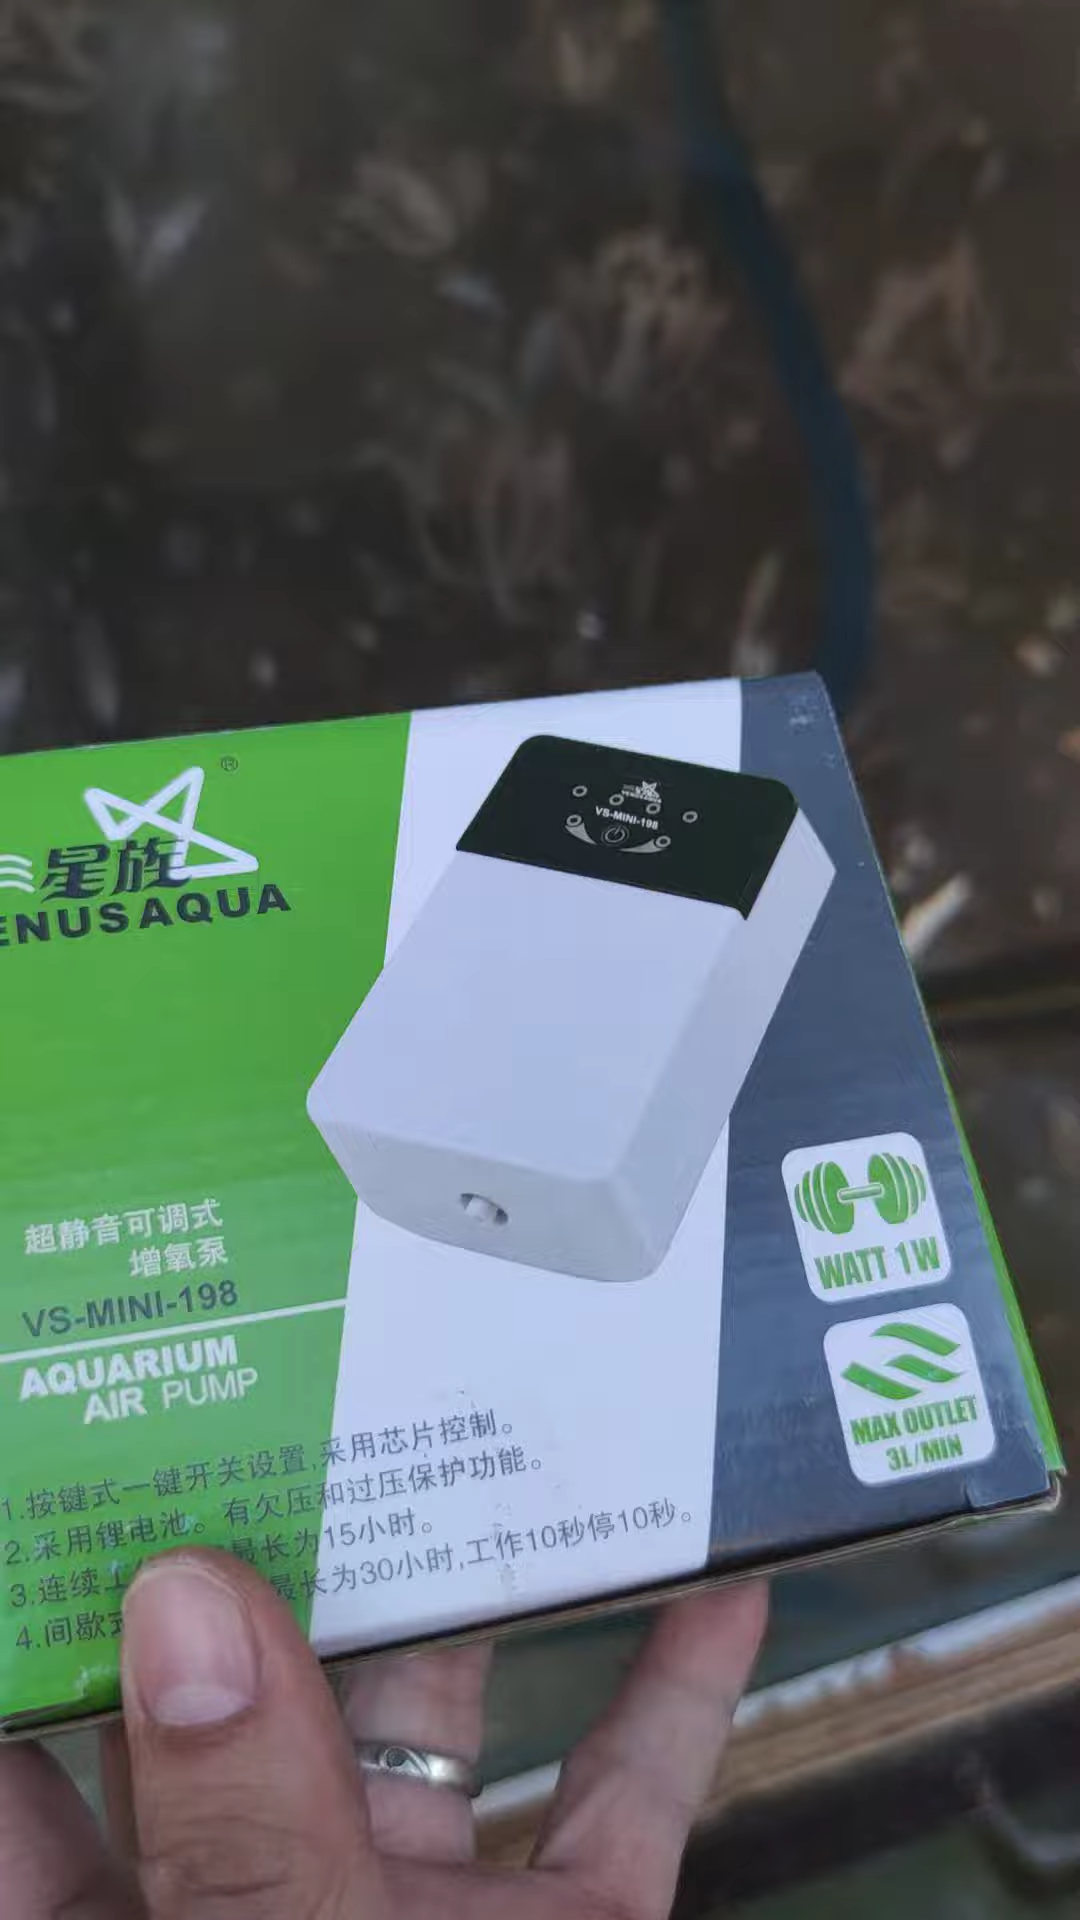 ®
星族
ENUSAQUA
VS-MINI-198
超静音可调式
增氧泵
VS-MINI-198
AQUARIUM
AIR PUMP
WATT 1W
MAX OUTLET
3L/MIN
1.按键式一键开关设置,采用芯片控制。
2.采用锂电池。有欠压和过压保护功能。
3.连续工 最长为15小时。
4.间歇式 最长为30小时,工作10秒停10秒。